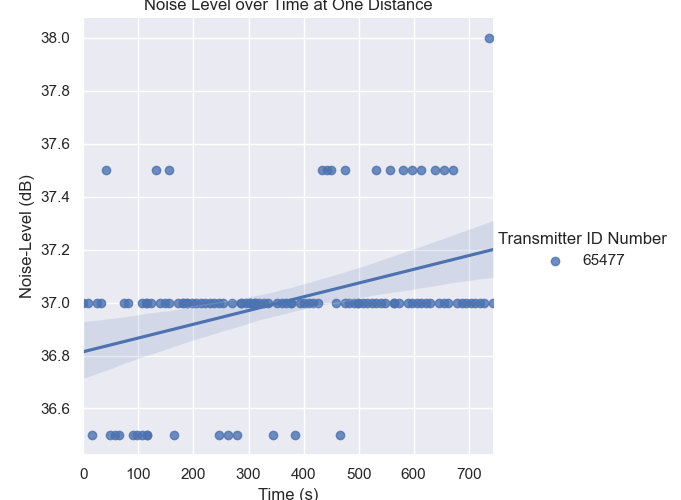 Noise Level over Time at One Distance
38.0
37.8
37.6
37.4
37.2
37.0
36.8
36.6
Noise-Level (dB)
0 100 200 300 400 500 600 700
Time (s)
Transmitter ID Number
65477